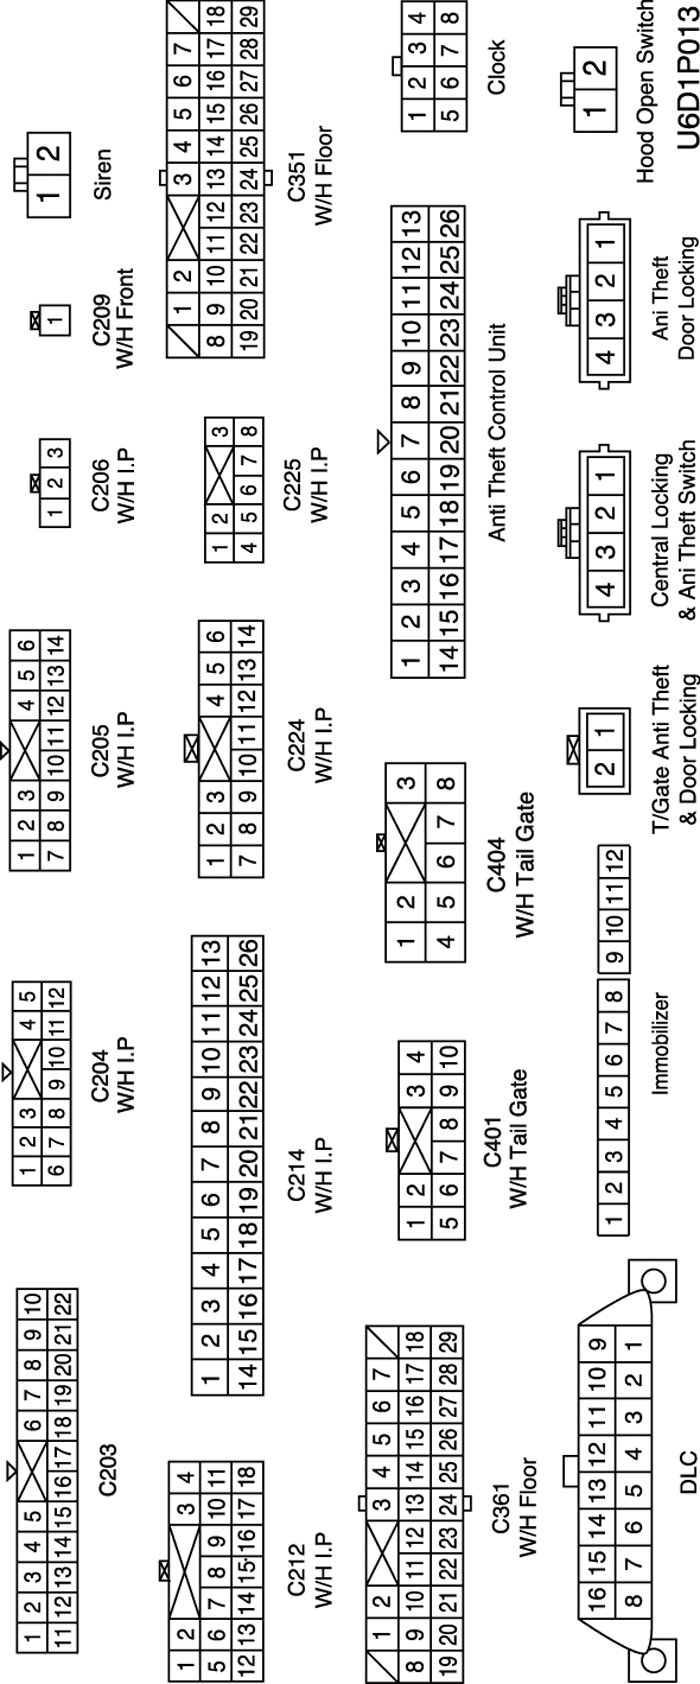 1 2 3 4 5 6 7 8 9 10
11 12 13 14 15 16 17 18 19 20 21 22
C203
1 2 3 4 5
6 7 8 9 10 11 12
C204
W/H I.P
1 2 3 4 5 6
7 8 9 10 11 12 13 14
C205
W/H I.P
1 2 3
C206
W/H I.P
1
C209
W/H Front
1 2
Siren
1 2 3 4
5 6 7 8 9 10 11
12 13 14 15 16 17 18
C212
W/H I.P
1 2 3 4 5 6 7 8 9 10 11 12 13
14 15 16 17 18 19 20 21 22 23 24 25 26
C214
W/H I.P
1 2 3 4 5 6
7 8 9 10 11 12 13 14
C224
W/H I.P
1 2 3
4 5 6 7 8
C225
W/H I.P
1 2 3 4 5 6 7
8 9 10 11 12 13 14 15 16 17 18
19 20 21 22 23 24 25 26 27 28 29
C351
W/H Floor
1 2 3 4 5 6 7
8 9 10 11 12 13 14 15 16 17 18
19 20 21 22 23 24 25 26 27 28 29
C361
W/H Floor
1 2 3 4
5 6 7 8 9 10
C401
W/H Tail Gate
1 2 3
4 5 6 7 8
C404
W/H Tail Gate
1 2 3 4 5 6 7 8 9 10 11 12 13
14 15 16 17 18 19 20 21 22 23 24 25 26
Anti Theft Control Unit
1 2 3 4
5 6 7 8
Clock
16 15 14 13 12 11 10 9
8 7 6 5 4 3 2 1
DLC
1 2 3 4 5 6 7 8 9 10 11 12
Immobilizer
2 1
T/Gate Anti Theft
& Door Locking
4 3 2 1
Central Locking
& Ani Theft Switch
4 3 2 1
Ani Theft
Door Locking
1 2
Hood Open Switch
U6D1P013